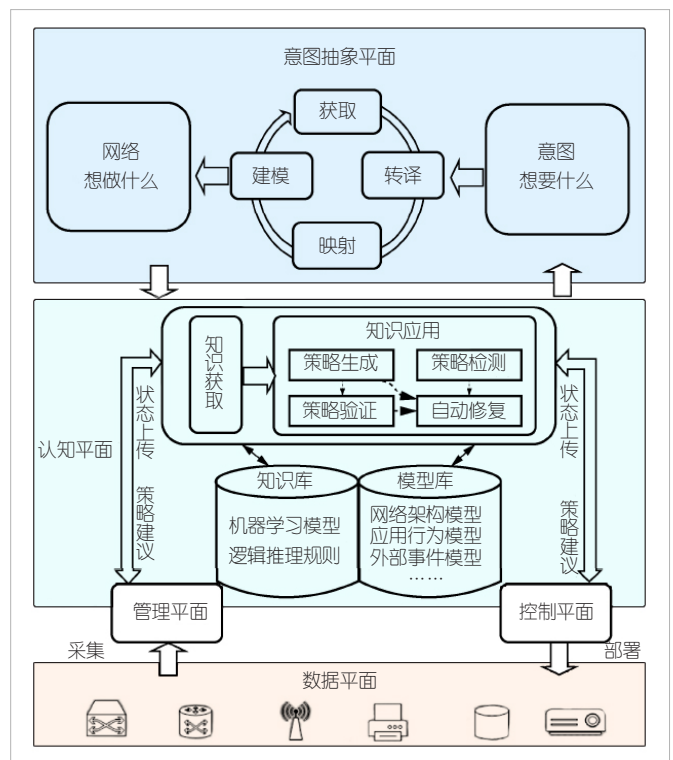 意图抽象平面
网络
想做什么
获取
建模
转译
映射
意图
想要什么
认知平面
知识获取
知识应用
策略生成
策略检测
策略验证
自动修复
状态上传
策略建议
状态上传
策略建议
知识库
机器学习模型
逻辑推理规则
模型库
网络架构模型
应用行为模型
外部事件模型
……
管理平面
控制平面
采集
部署
数据平面